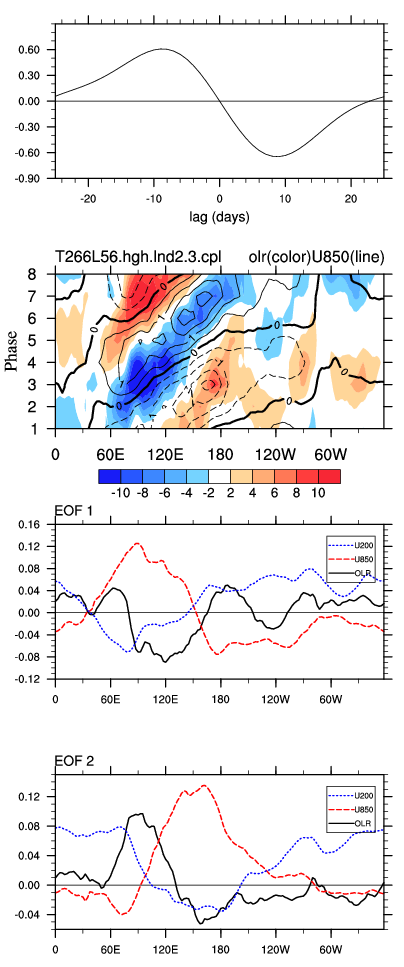 0.60
0.30
0.00
-0.30
-0.60
-0.90
-20 -10 0 10 20
lag (days)
T266L56.hgh.lnd2.3.cpl olr(color)U850(line)
Phase
8
7
6
5
4
3
2
1
0 0 0 0
0 60E 120E 180 120W 60W
-10 -8 -6 -4 -2 2 4 6 8 10
EOF 1
0.16
0.12
0.08
0.04
0.00
-0.04
-0.08
-0.12
U200
U850
OLR
0 60E 120E 180 120W 60W
EOF 2
0.12
0.08
0.04
0.00
-0.04
U200
U850
OLR
0 60E 120E 180 120W 60W